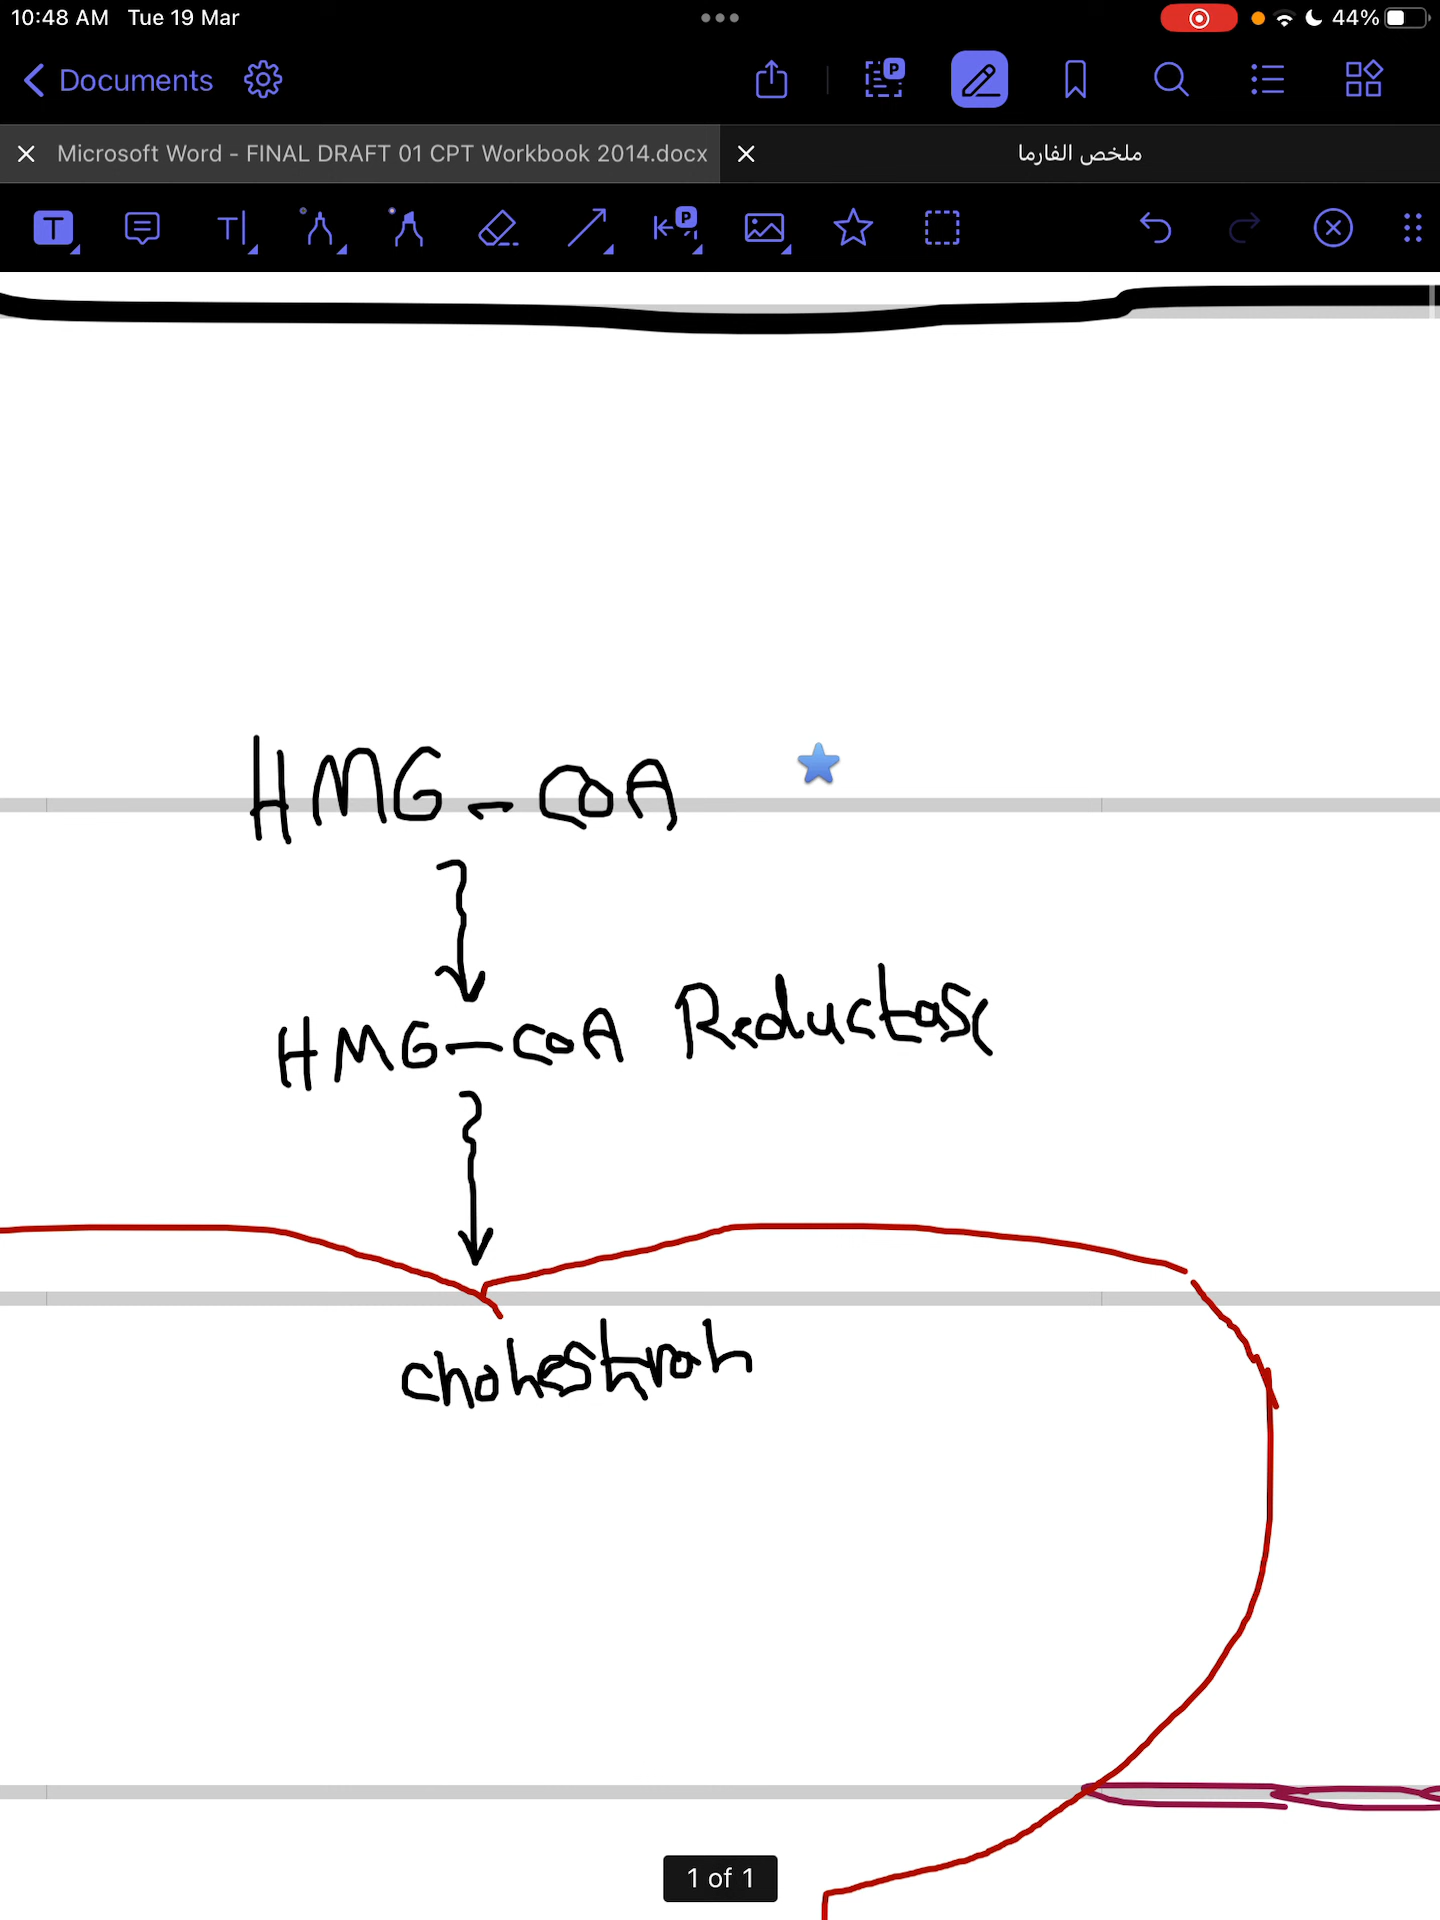 10:48 AM Tue 19 Mar
44%
Documents
Microsoft Word - FINAL DRAFT 01 CPT Workbook 2014.docx
ملخص الفارما
HMG-COA
HMG-COA Reductase
cholestrol
1 of 1